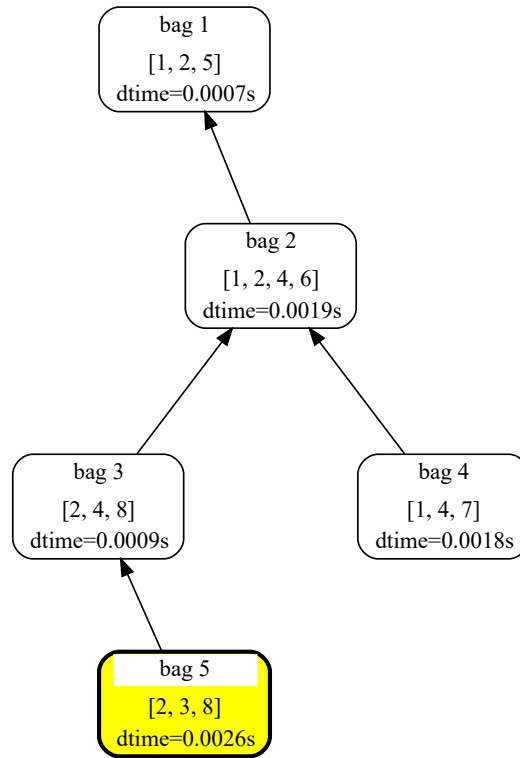 bag 1
[1, 2, 5]
dtime=0.0007s
bag 2
[1, 2, 4, 6]
dtime=0.0019s
bag 3
[2, 4, 8]
dtime=0.0009s
bag 4
[1, 4, 7]
dtime=0.0018s
bag 5
[2, 3, 8]
dtime=0.0026s